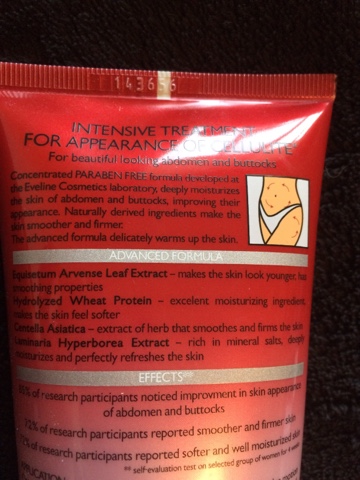 143656
INTENSIVE TREATMENT
FOR APPEARANCE OF CELLULITE
For beautiful looking abdomen and buttocks
Concentrated PARABEN FREE formula developed at
the Eveline Cosmetics laboratory, deeply moisturizes
the skin of abdomen and buttocks, improving their
appearance. Naturally derived ingredients make the
skin smoother and firmer.
The advanced formula delicately warms up the skin.
ADVANCED FORMULA
Equisetum Arvense Leaf Extract – makes the skin look younger, has
smoothing properties
Hydrolyzed Wheat Protein – excelent moisturizing ingredient,
makes the skin feel softer
Centella Asiatica – extract of herb that smoothes and firms the skin
Laminaria Hyperborea Extract – rich in mineral salts, deeply
moisturizes and perfectly refreshes the skin
EFFECTS**
of research participants noticed improvment in skin appearance
of abdomen and buttocks
92% of research participants reported smoother and firmer skin
of research participants reported softer and well moisturized skin
** self-evaluation test on selected group of women for 4 weeks
APPLICATION
motion